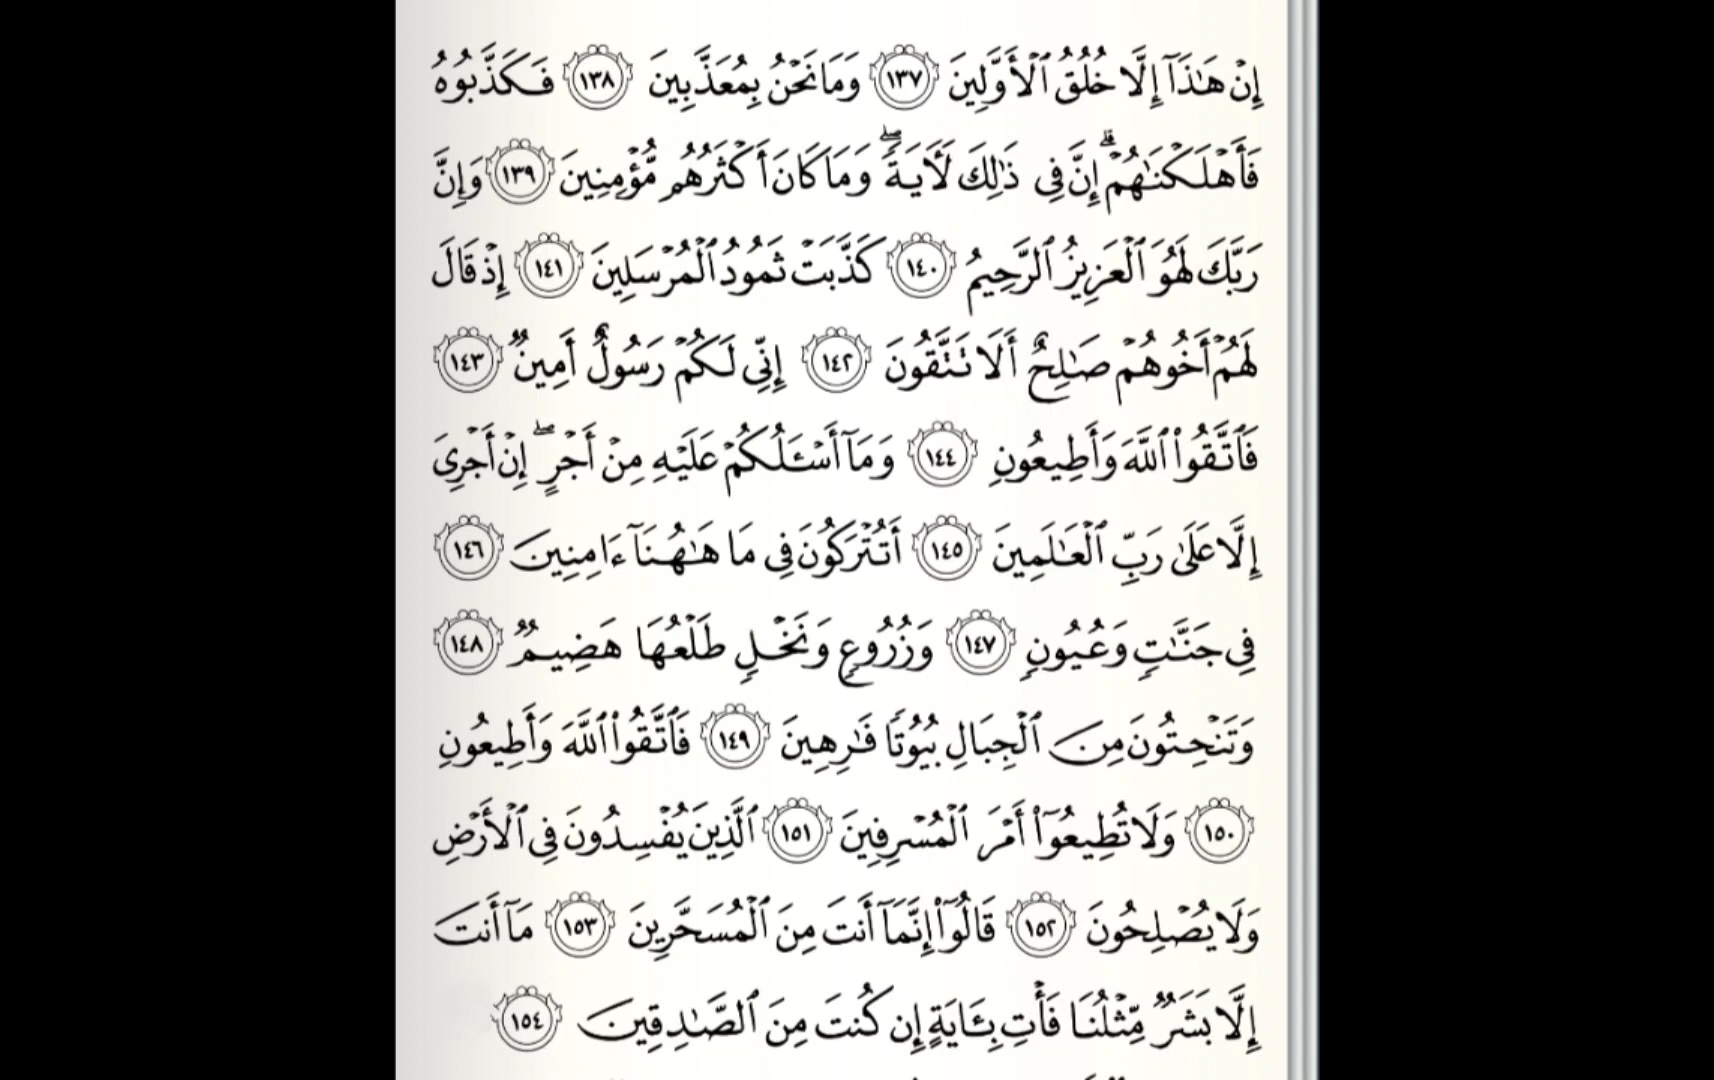 إِنْ هَٰذَآ إِلَّا خُلُقُ ٱلْأَوَّلِينَ ١٣٧ وَمَا نَحْنُ بِمُعَذَّبِينَ ١٣٨ فَكَذَّبُوهُ
فَأَهْلَكْنَٰهُمْ ۗ إِنَّ فِى ذَٰلِكَ لَأَيَةً ۖ وَمَا كَانَ أَكْثَرُهُم مُّؤْمِنِينَ ١٣٩ وَإِنَّ
رَبَّكَ لَهُوَ ٱلْعَزِيزُ ٱلرَّحِيمُ ١٤٠ كَذَّبَتْ ثَمُودُ ٱلْمُرْسَلِينَ ١٤١ إِذْ قَالَ
لَهُمْ أَخُوهُمْ صَٰلِحٌ أَلَا تَتَّقُونَ ١٤٢ إِنِّى لَكُمْ رَسُولٌ أَمِينٌ ١٤٣
فَٱتَّقُوا۟ ٱللَّهَ وَأَطِيعُونِ ١٤٤ وَمَآ أَسْـَٔلُكُمْ عَلَيْهِ مِنْ أَجْرٍ ۖ إِنْ أَجْرِىَ
إِلَّا عَلَىٰ رَبِّ ٱلْعَٰلَمِينَ ١٤٥ أَتُتْرَكُونَ فِى مَا هَٰهُنَآ ءَامِنِينَ ١٤٦
فِى جَنَّٰتٍ وَعُيُونٍ ١٤٧ وَزُرُوعٍ وَنَخْلٍ طَلْعُهَا هَضِيمٌ ١٤٨
وَتَنْحِتُونَ مِنَ ٱلْجِبَالِ بُيُوتًا فَٰرِهِينَ ١٤٩ فَٱتَّقُوا۟ ٱللَّهَ وَأَطِيعُونِ
١٥٠ وَلَا تُطِيعُوٓا۟ أَمْرَ ٱلْمُسْرِفِينَ ١٥١ ٱلَّذِينَ يُفْسِدُونَ فِى ٱلْأَرْضِ
وَلَا يُصْلِحُونَ ١٥٢ قَالُوٓا۟ إِنَّمَآ أَنتَ مِنَ ٱلْمُسَحَّرِينَ ١٥٣ مَآ أَنتَ
إِلَّا بَشَرٌ مِّثْلُنَا فَأْتِ بِـَٔايَةٍ إِن كُنتَ مِنَ ٱلصَّٰدِقِينَ ١٥٤